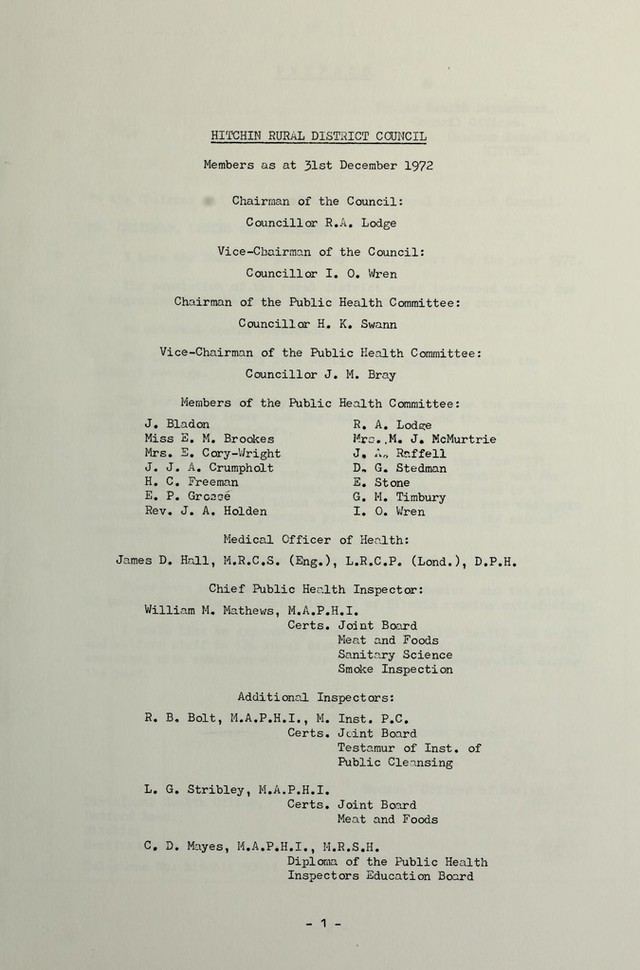 HITCHIN RURAL DISTRICT COUNCIL
Members as at 31st December 1972
Chairman of the Council:
Councillor R.A. Lodge
Vice-Chairman of the Council:
Councillor I. O. Wren
Chairman of the Public Health Committee:
Councillor H. K. Swann
Vice-Chairman of the Public Health Committee:
Councillor J. M. Bray
Members of the Public Health Committee:
J. Bladon
Miss E. M. Brookes
Mrs. E. Cory-Wright
J. J. A. Crumpholt
H. C. Freeman
E. P.
Rev. J. A. Holden
R. A. Lodge
Mrs. M. J. McMurtrie
J. A. Raffell
D. G. Stedman
E. Stone
G. M. Timbury
I. O. Wren
Medical Officer of Health:
James D. Hall, M.R.C.S. (Eng.), L.R.C.P. (Lond.), D.P.H.
Chief Public Health Inspector:
William M. Mathews, M.A.P.H.I.
Certs. Joint Board
Meat and Foods
Sanitary Science
Smoke Inspection
Additional Inspectors:
R. B. Bolt, M.A.P.H.I., M. Inst. P.C.
Certs. Joint Board
Testamur of Inst. of
Public Cleansing
L. G. Stribley, M.A.P.H.I.
Certs. Joint Board
Meat and Foods
C. D. Mayes, M.A.P.H.I., M.R.S.H.
Diploma of the Public Health
Inspectors Education Board
- 1 -